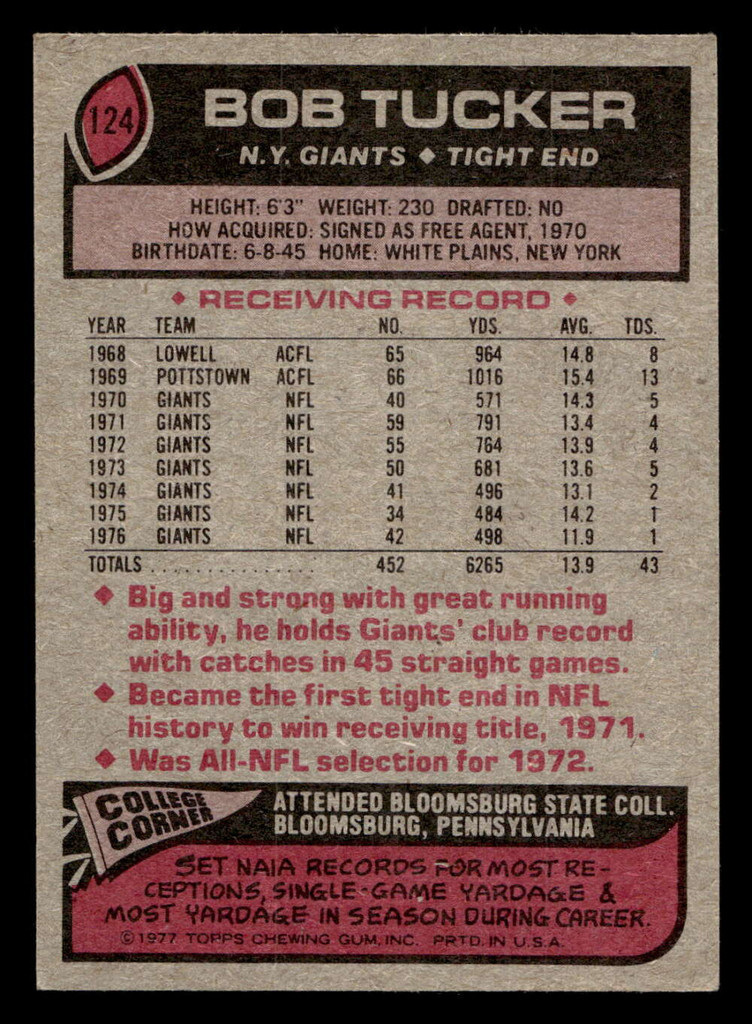 124
BOB TUCKER
N.Y. GIANTS ◆ TIGHT END
HEIGHT: 6'3" WEIGHT: 230 DRAFTED: NO
HOW ACQUIRED: SIGNED AS FREE AGENT, 1970
BIRTHDATE: 6-8-45 HOME: WHITE PLAINS, NEW YORK
◆ RECEIVING RECORD ◆
YEAR TEAM NO. YDS. AVG. TDS.
1968 LOWELL ACFL 65 964 14.8 8
1969 POTTSTOWN ACFL 66 1016 15.4 13
1970 GIANTS NFL 40 571 14.3 5
1971 GIANTS NFL 59 791 13.4 4
1972 GIANTS NFL 55 764 13.9 4
1973 GIANTS NFL 50 681 13.6 5
1974 GIANTS NFL 41 496 13.1 2
1975 GIANTS NFL 34 484 14.2 1
1976 GIANTS NFL 42 498 11.9 1
TOTALS ............... 452 6265 13.9 43
◆ Big and strong with great running
ability, he holds Giants' club record
with catches in 45 straight games.
◆ Became the first tight end in NFL
history to win receiving title, 1971.
◆ Was All-NFL selection for 1972.
COLLEGE
CORNER
ATTENDED BLOOMSBURG STATE COLL.
BLOOMSBURG, PENNSYLVANIA
SET NAIA RECORDS FOR MOST RE-
CEPTIONS, SINGLE-GAME YARDAGE &
MOST YARDAGE IN SEASON DURING CAREER.
©1977 TOPPS CHEWING GUM, INC. PRTD. IN U.S.A.